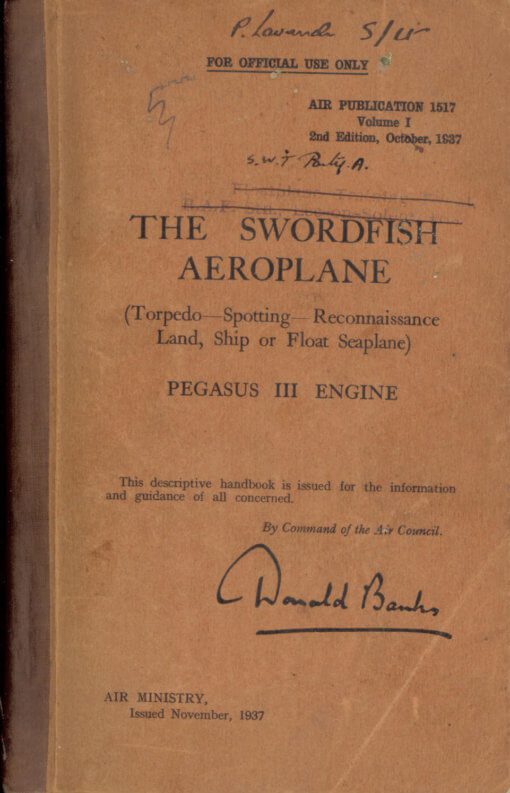 P. S/Lt
FOR OFFICIAL USE ONLY
AIR PUBLICATION 1517
Volume I
2nd Edition, October, 1937
S.W.T A.
THE SWORDFISH
AEROPLANE
(Torpedo—Spotting—Reconnaissance
Land, Ship or Float Seaplane)
PEGASUS III ENGINE
This descriptive handbook is issued for the information
and guidance of all concerned.
By Command of the Air Council.
Donald Banks
AIR MINISTRY,
Issued November, 1937